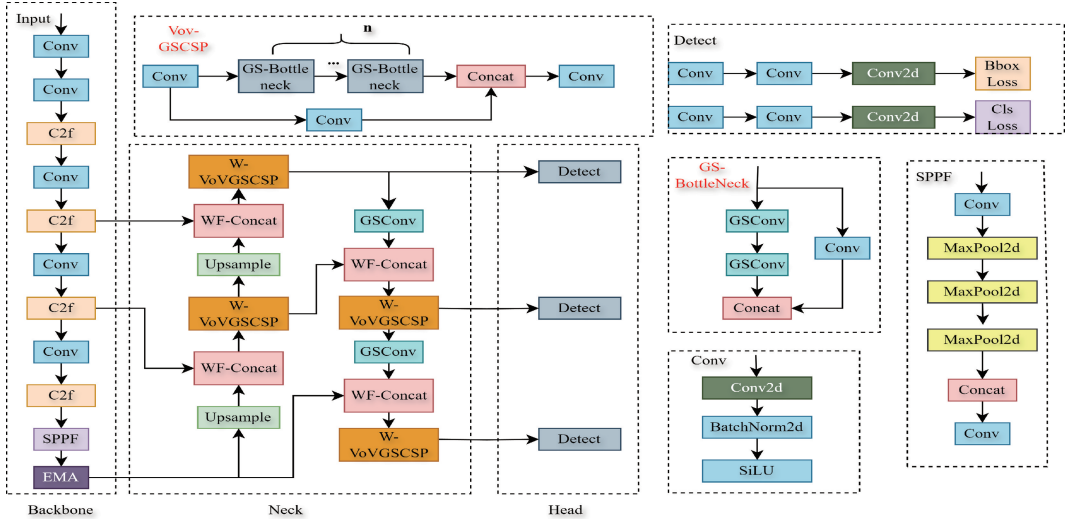 Input
Conv
Conv
C2f
Conv
C2f
Conv
C2f
Conv
C2f
SPPF
EMA
Backbone
Vov-
GSCSP
n
Conv
GS-Bottle
neck
...
GS-Bottle
neck
Concat
Conv
Conv
W-
VoVGSCSP
WF-Concat
Upsample
W-
VoVGSCSP
WF-Concat
Upsample
GSConv
WF-Concat
W-
VoVGSCSP
GSConv
WF-Concat
W-
VoVGSCSP
Neck
Detect
Detect
Detect
Head
Detect
Conv
Conv
Conv2d
Bbox
Loss
Conv
Conv
Conv2d
Cls
Loss
GS-
BottleNeck
GSConv
GSConv
Conv
Concat
Conv
Conv2d
BatchNorm2d
SiLU
SPPF
Conv
MaxPool2d
MaxPool2d
MaxPool2d
Concat
Conv